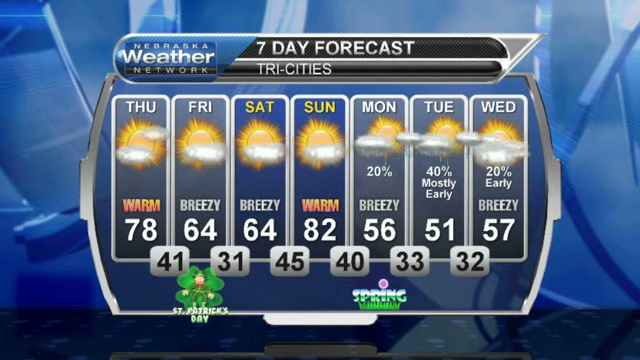 NEBRASKA
Weather
NETWORK
7 DAY FORECAST
TRI-CITIES
THU FRI SAT SUN MON TUE WED
20% 40% 20%
Mostly Early
Early
WARM BREEZY BREEZY WARM BREEZY BREEZY
78 64 64 82 56 51 57
41 31 45 40 33 32
ST. PATRICK'S
DAY
SPRING